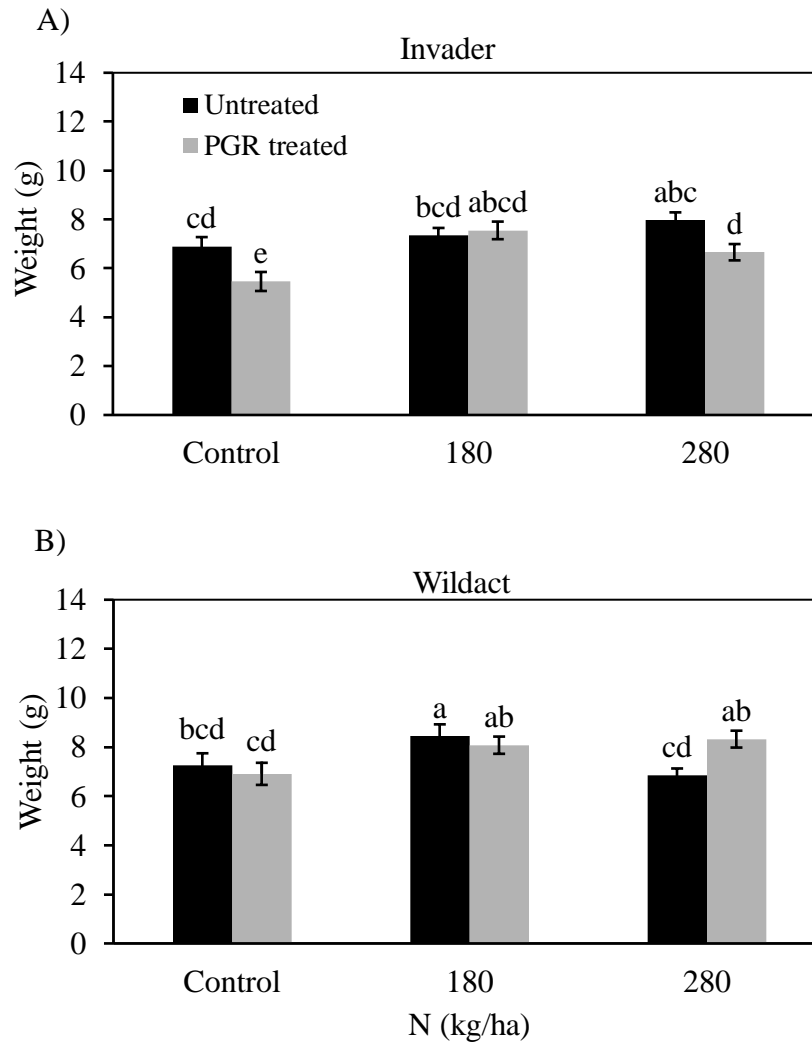 A)
Invader
14
12
10
8
6
4
2
0
Weight (g)
Untreated
PGR treated
cd
e
bcd
abcd
abc
d
Control
180
280
B)
Wildact
14
12
10
8
6
4
2
0
Weight (g)
bcd
cd
a
ab
cd
ab
Control
180
280
N (kg/ha)